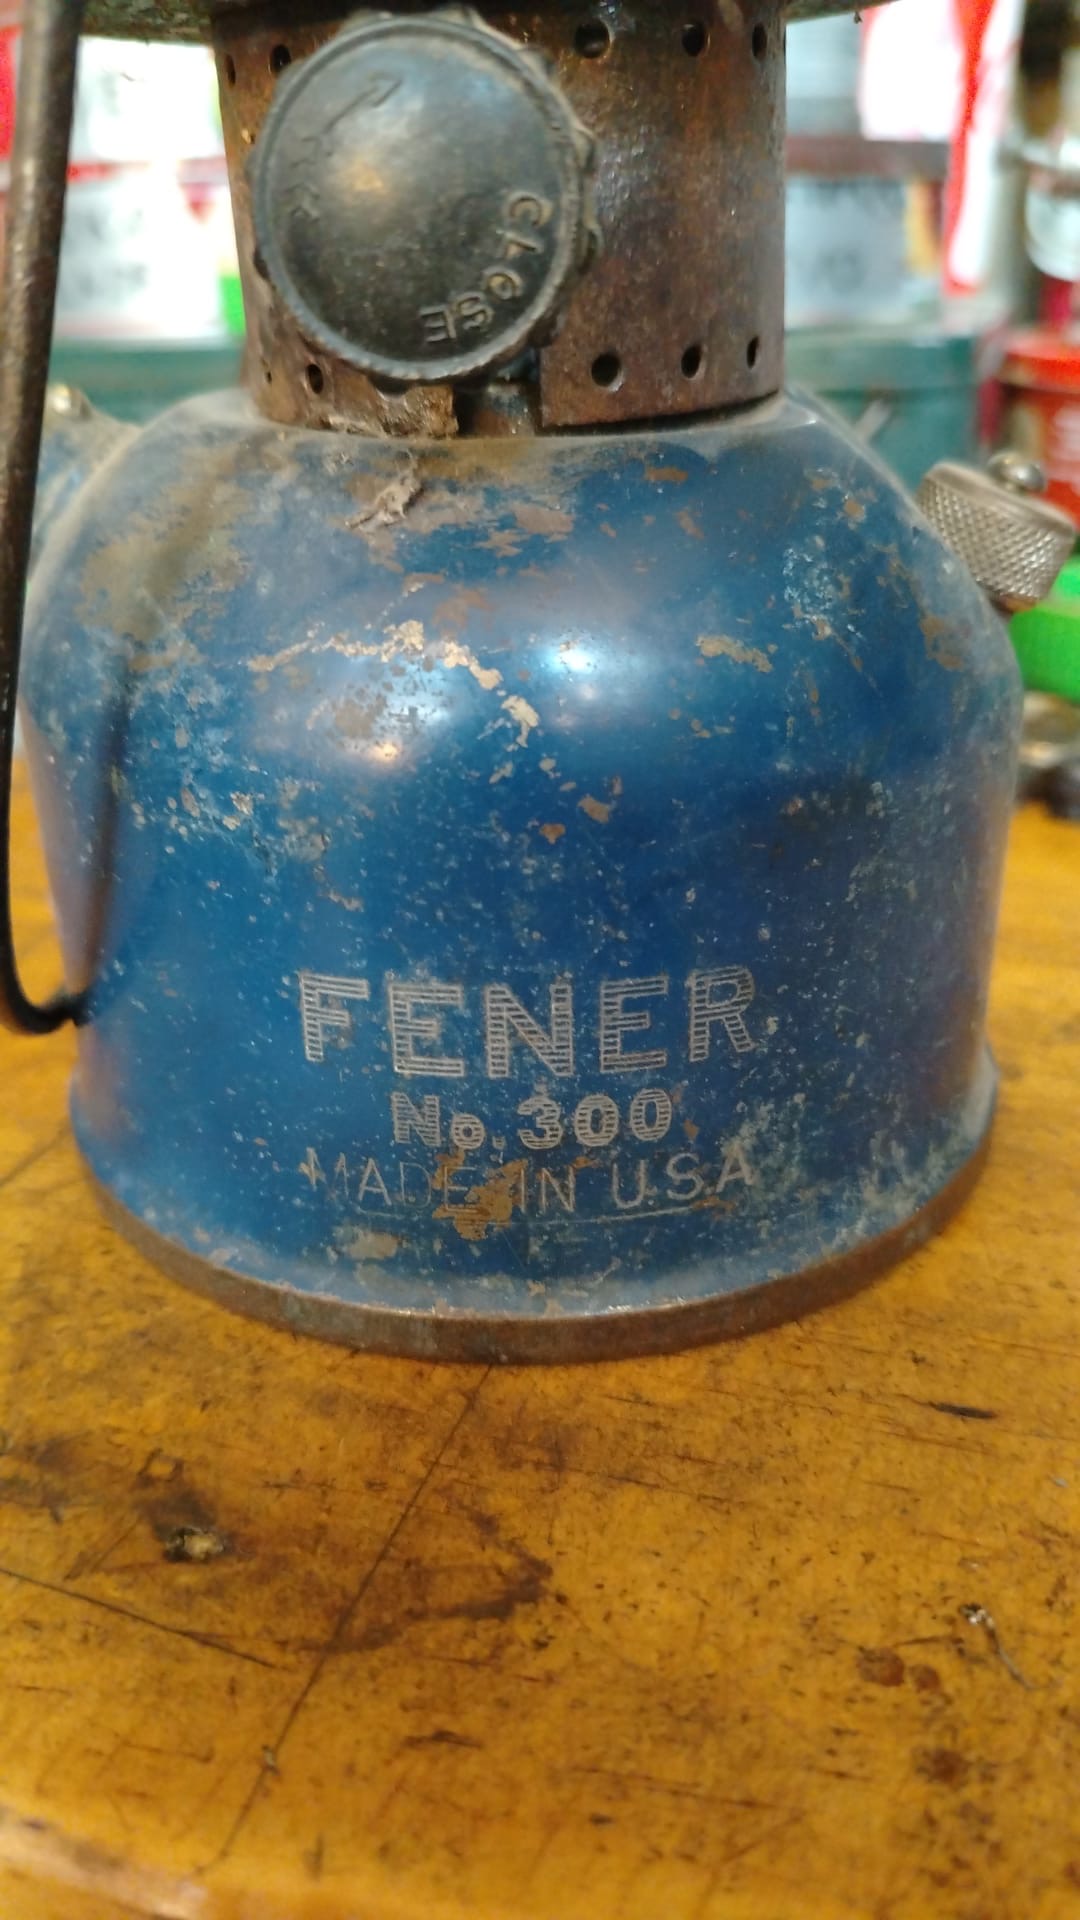 CLOSE
FENER
No. 300
MADE IN U.S.A